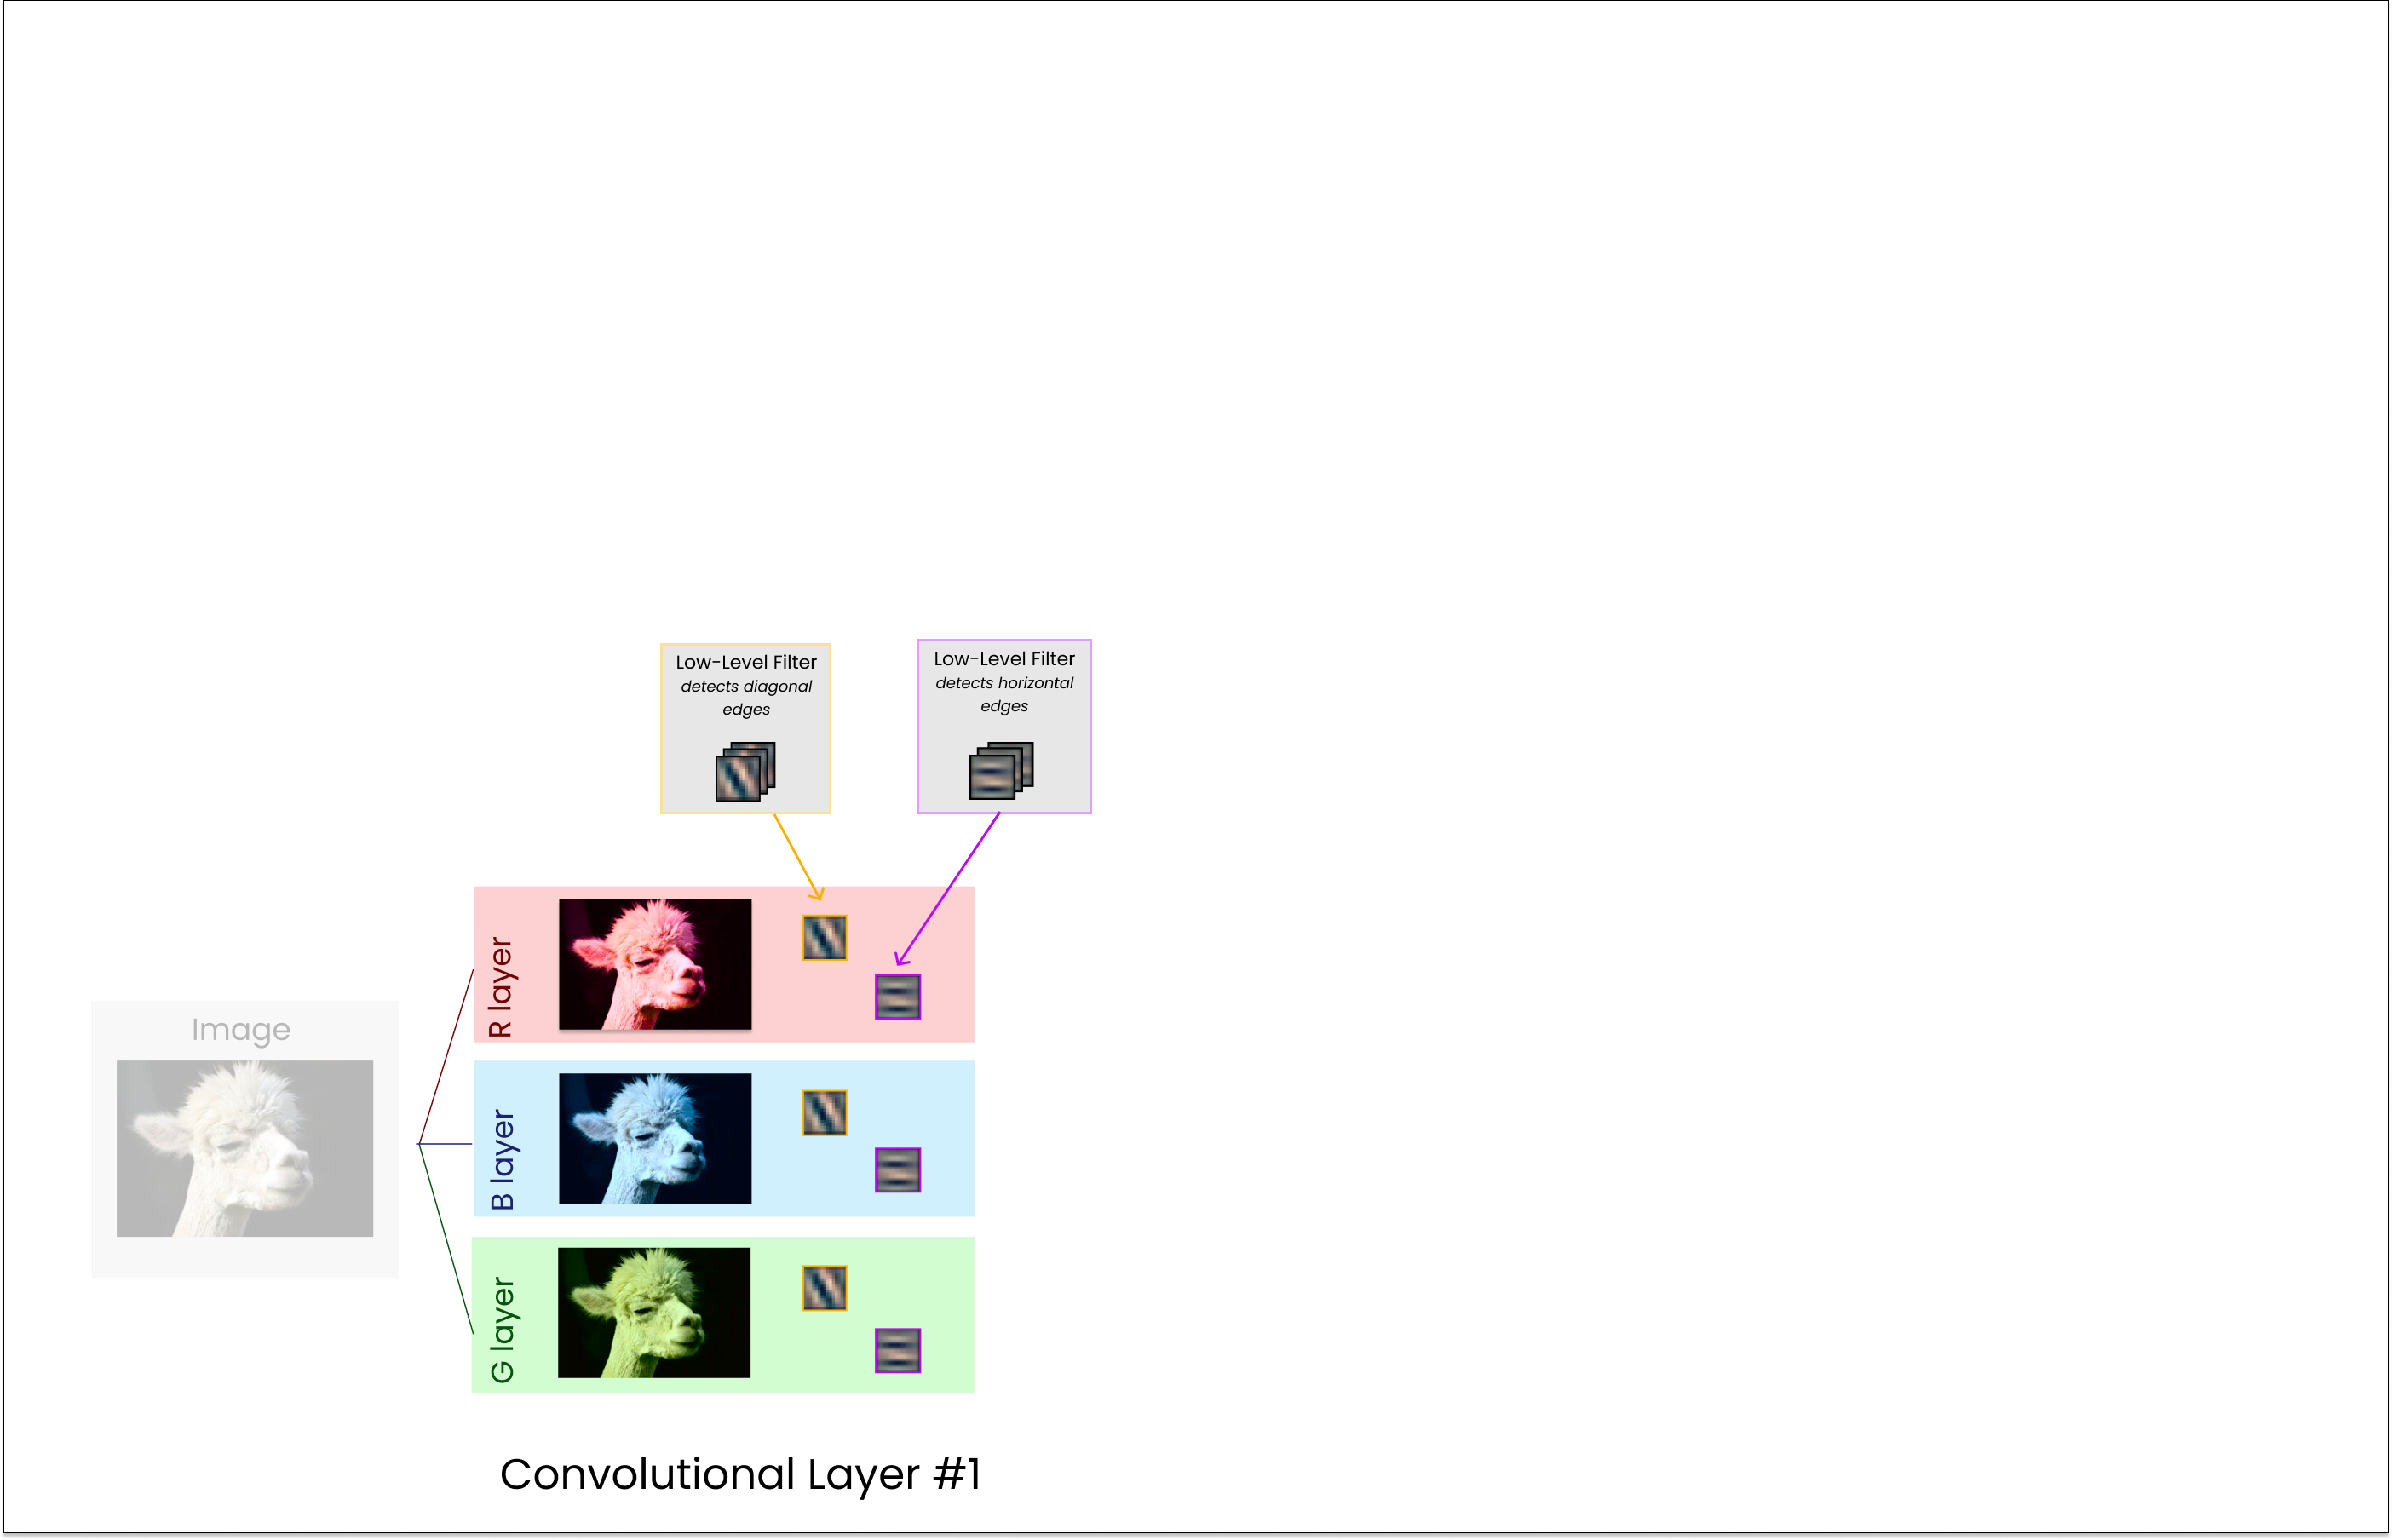 Low-Level Filter
detects diagonal
edges
Low-Level Filter
detects horizontal
edges
Image
R layer
B layer
G layer
Convolutional Layer #1